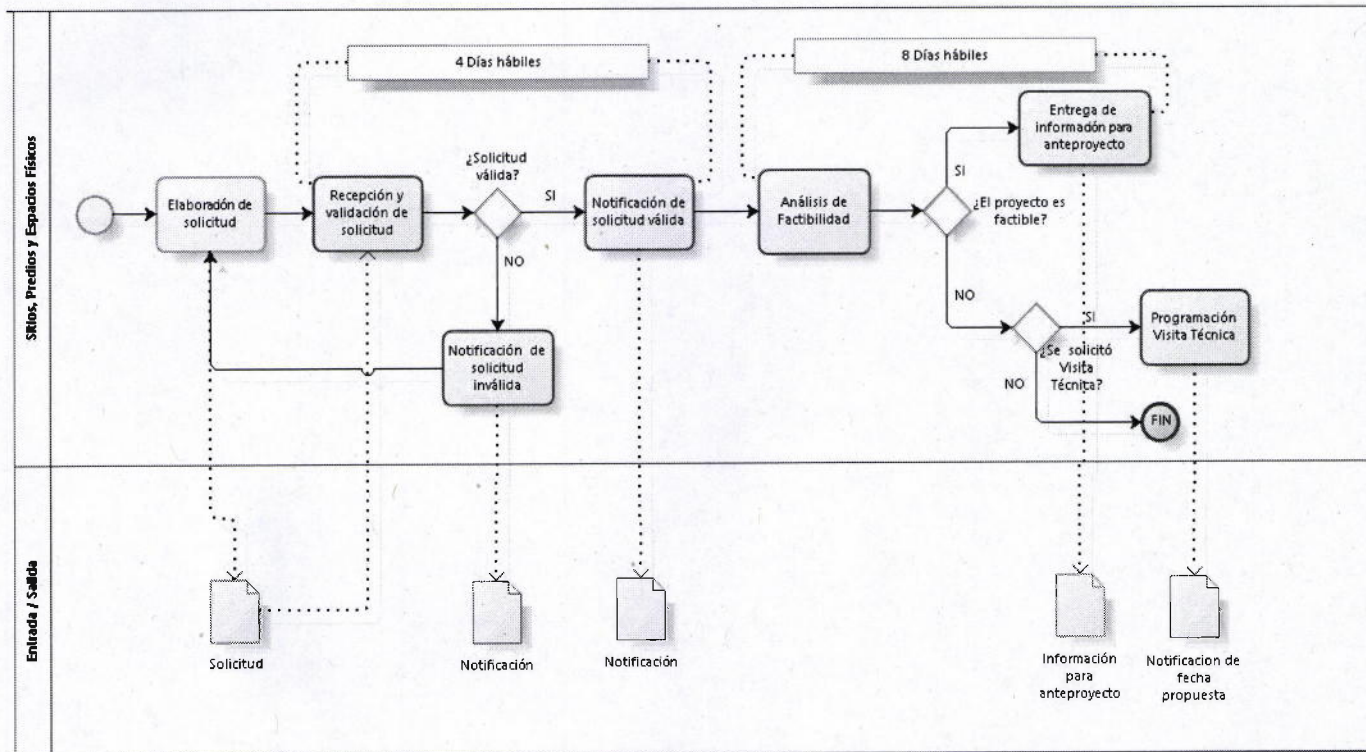 Sitios, Predios y Espacios Físicos
4 Días hábiles
8 Días hábiles
Elaboración de
solicitud
Recepción y
validación de
solicitud
¿Solicitud
válida?
SI
NO
Notificación de
solicitud válida
Notificación de
solicitud
inválida
Análisis de
Factibilidad
¿El proyecto es
factible?
SI
Entrega de
información para
anteproyecto
NO
¿Se solicitó
Visita
Técnica?
SI
Programación
Visita Técnica
NO
FIN
Entrada / Salida
Solicitud
Notificación
Notificación
Información
para
anteproyecto
Notificacion de
fecha
propuesta